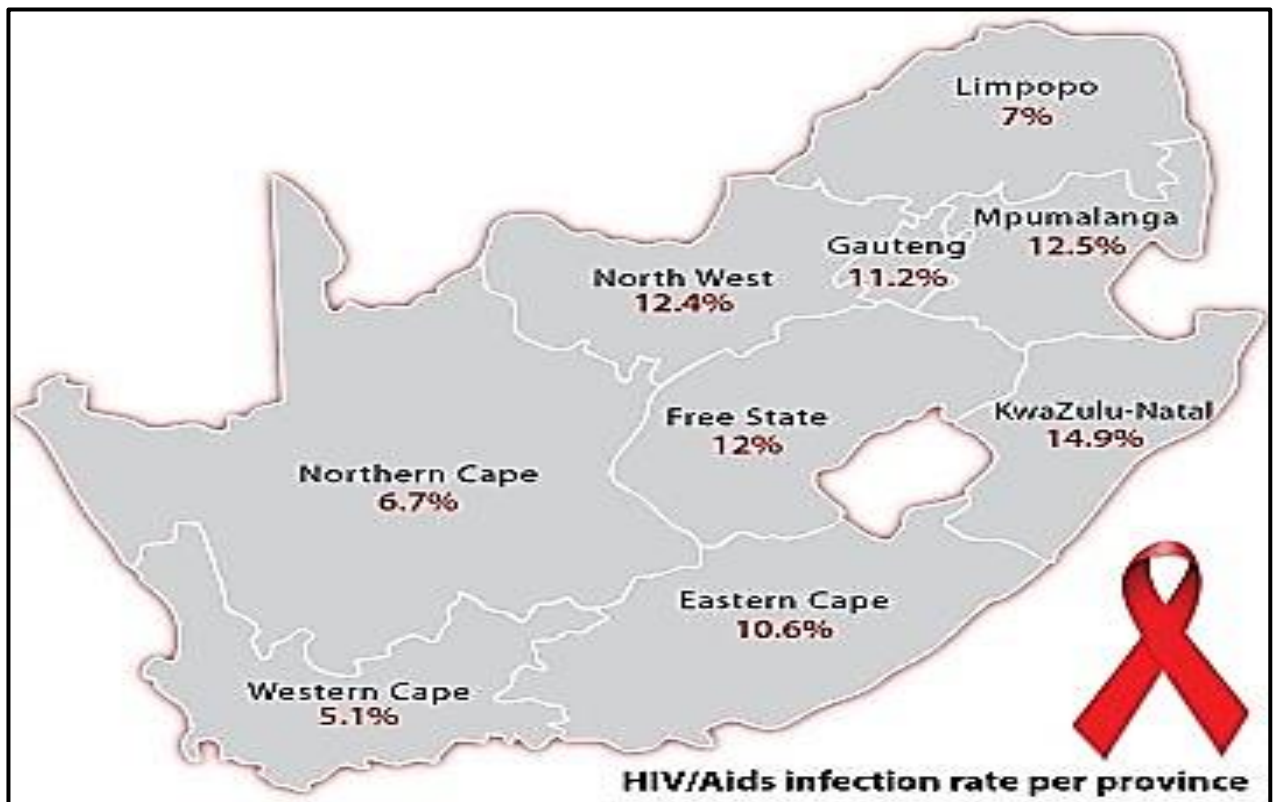 Limpopo
7%
Mpumalanga
12.5%
Gauteng
11.2%
North West
12.4%
Free State
12%
KwaZulu-Natal
14.9%
Northern Cape
6.7%
Eastern Cape
10.6%
Western Cape
5.1%
HIV/Aids infection rate per province